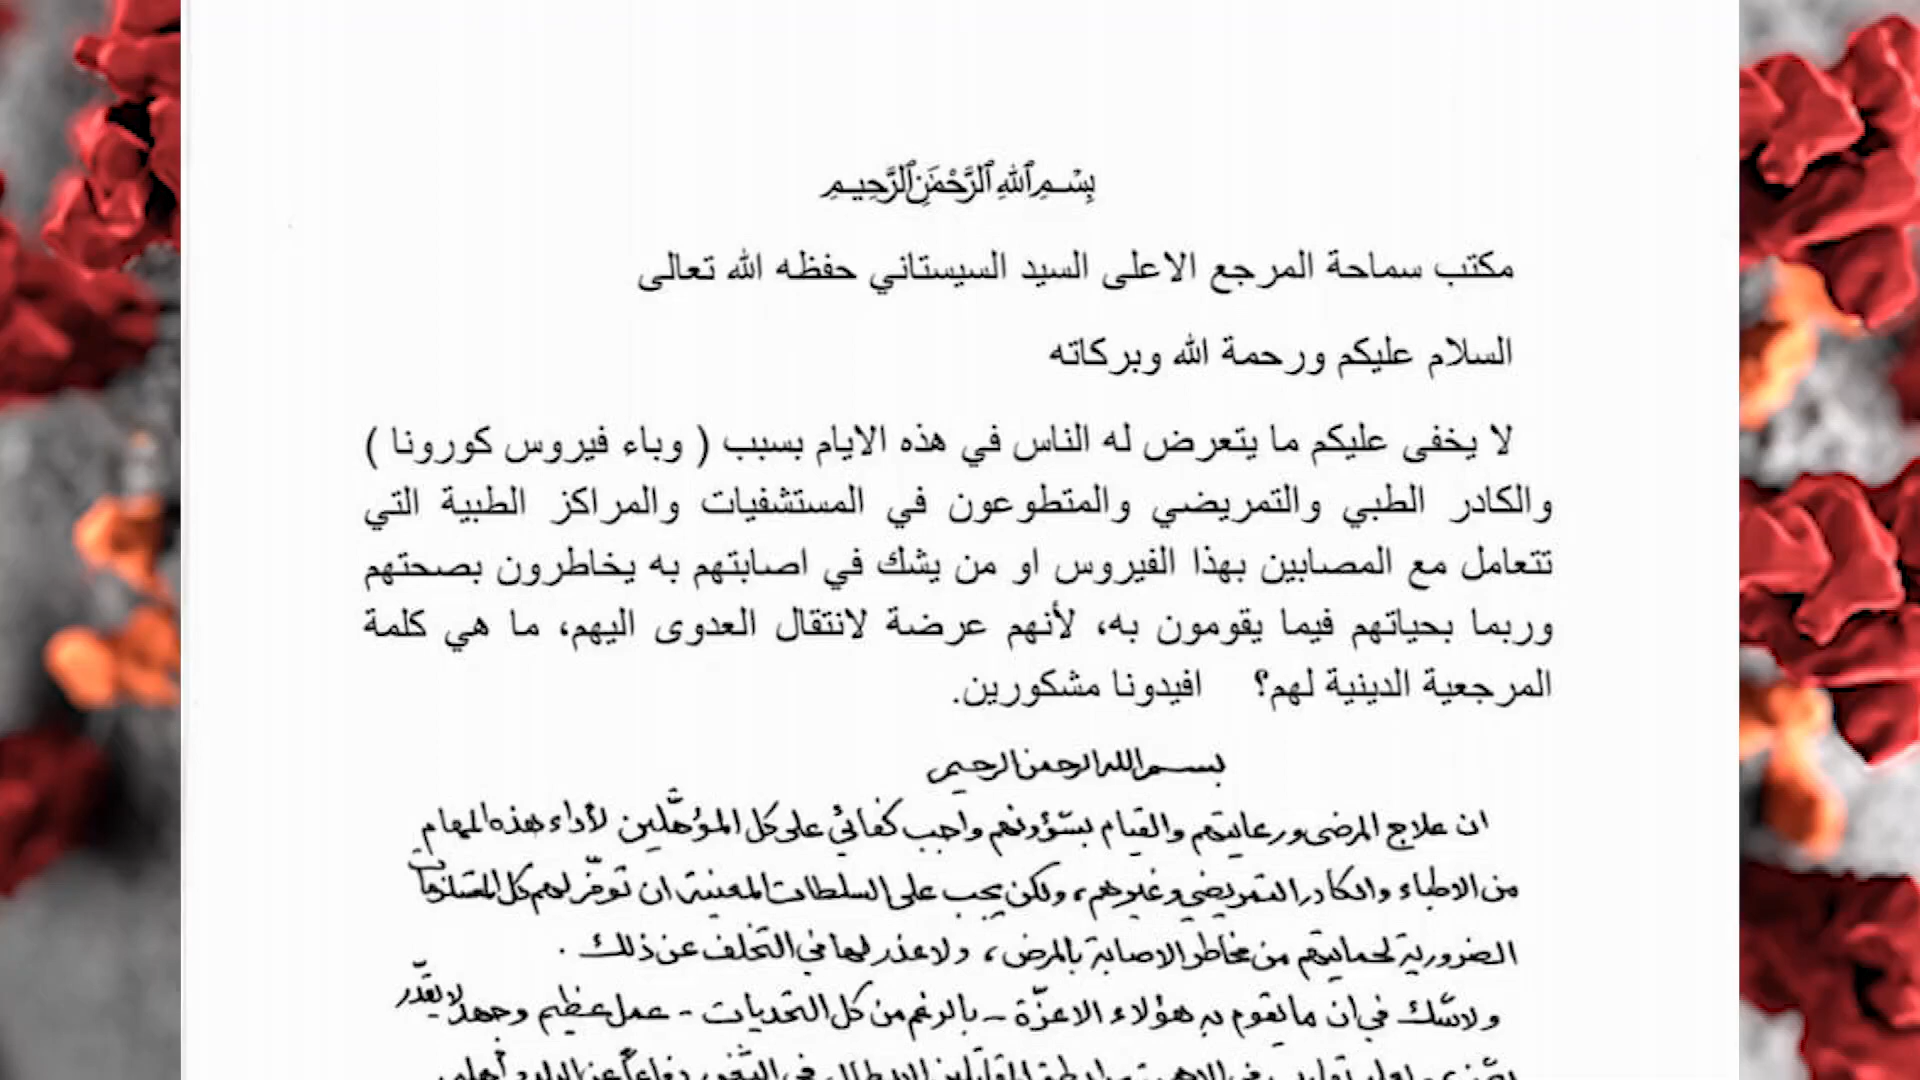 بِسْمِ ٱللَّهِ ٱلرَّحْمَٰنِ ٱلرَّحِيمِ
مكتب سماحة المرجع الاعلى السيد السيستاني حفظه الله تعالى
السلام عليكم ورحمة الله وبركاته
لا يخفى عليكم ما يتعرض له الناس في هذه الايام بسبب ( وباء فيروس كورونا )
والكادر الطبي والتمريضي والمتطوعون في المستشفيات والمراكز الطبية التي
تتعامل مع المصابين بهذا الفيروس او من يشك في اصابتهم به يخاطرون بصحتهم
وربما بحياتهم فيما يقومون به، لأنهم عرضة لانتقال العدوى اليهم، ما هي كلمة
المرجعية الدينية لهم؟ افيدونا مشكورين.
بسم الله الرحمن الرحيم
ان علاج المرضى ورعايتهم والقيام بشؤونهم واجب كفائي على كل المؤهّلين لأداء هذه المهام
من الاطباء والكادر التمريضي وغيرهم، ولكن يجب على السلطات المعنية ان توفّر لهم كل المستلزمات
الضرورية لحمايتهم من مخاطر الاصابة بالمرض، ولا عذر لها في التخلف عن ذلك .
ولا شك في ان ما يقوم به هؤلاء الاعزّة - بالرغم من كل التحديات - عمل عظيم وجهد لا يقدّر